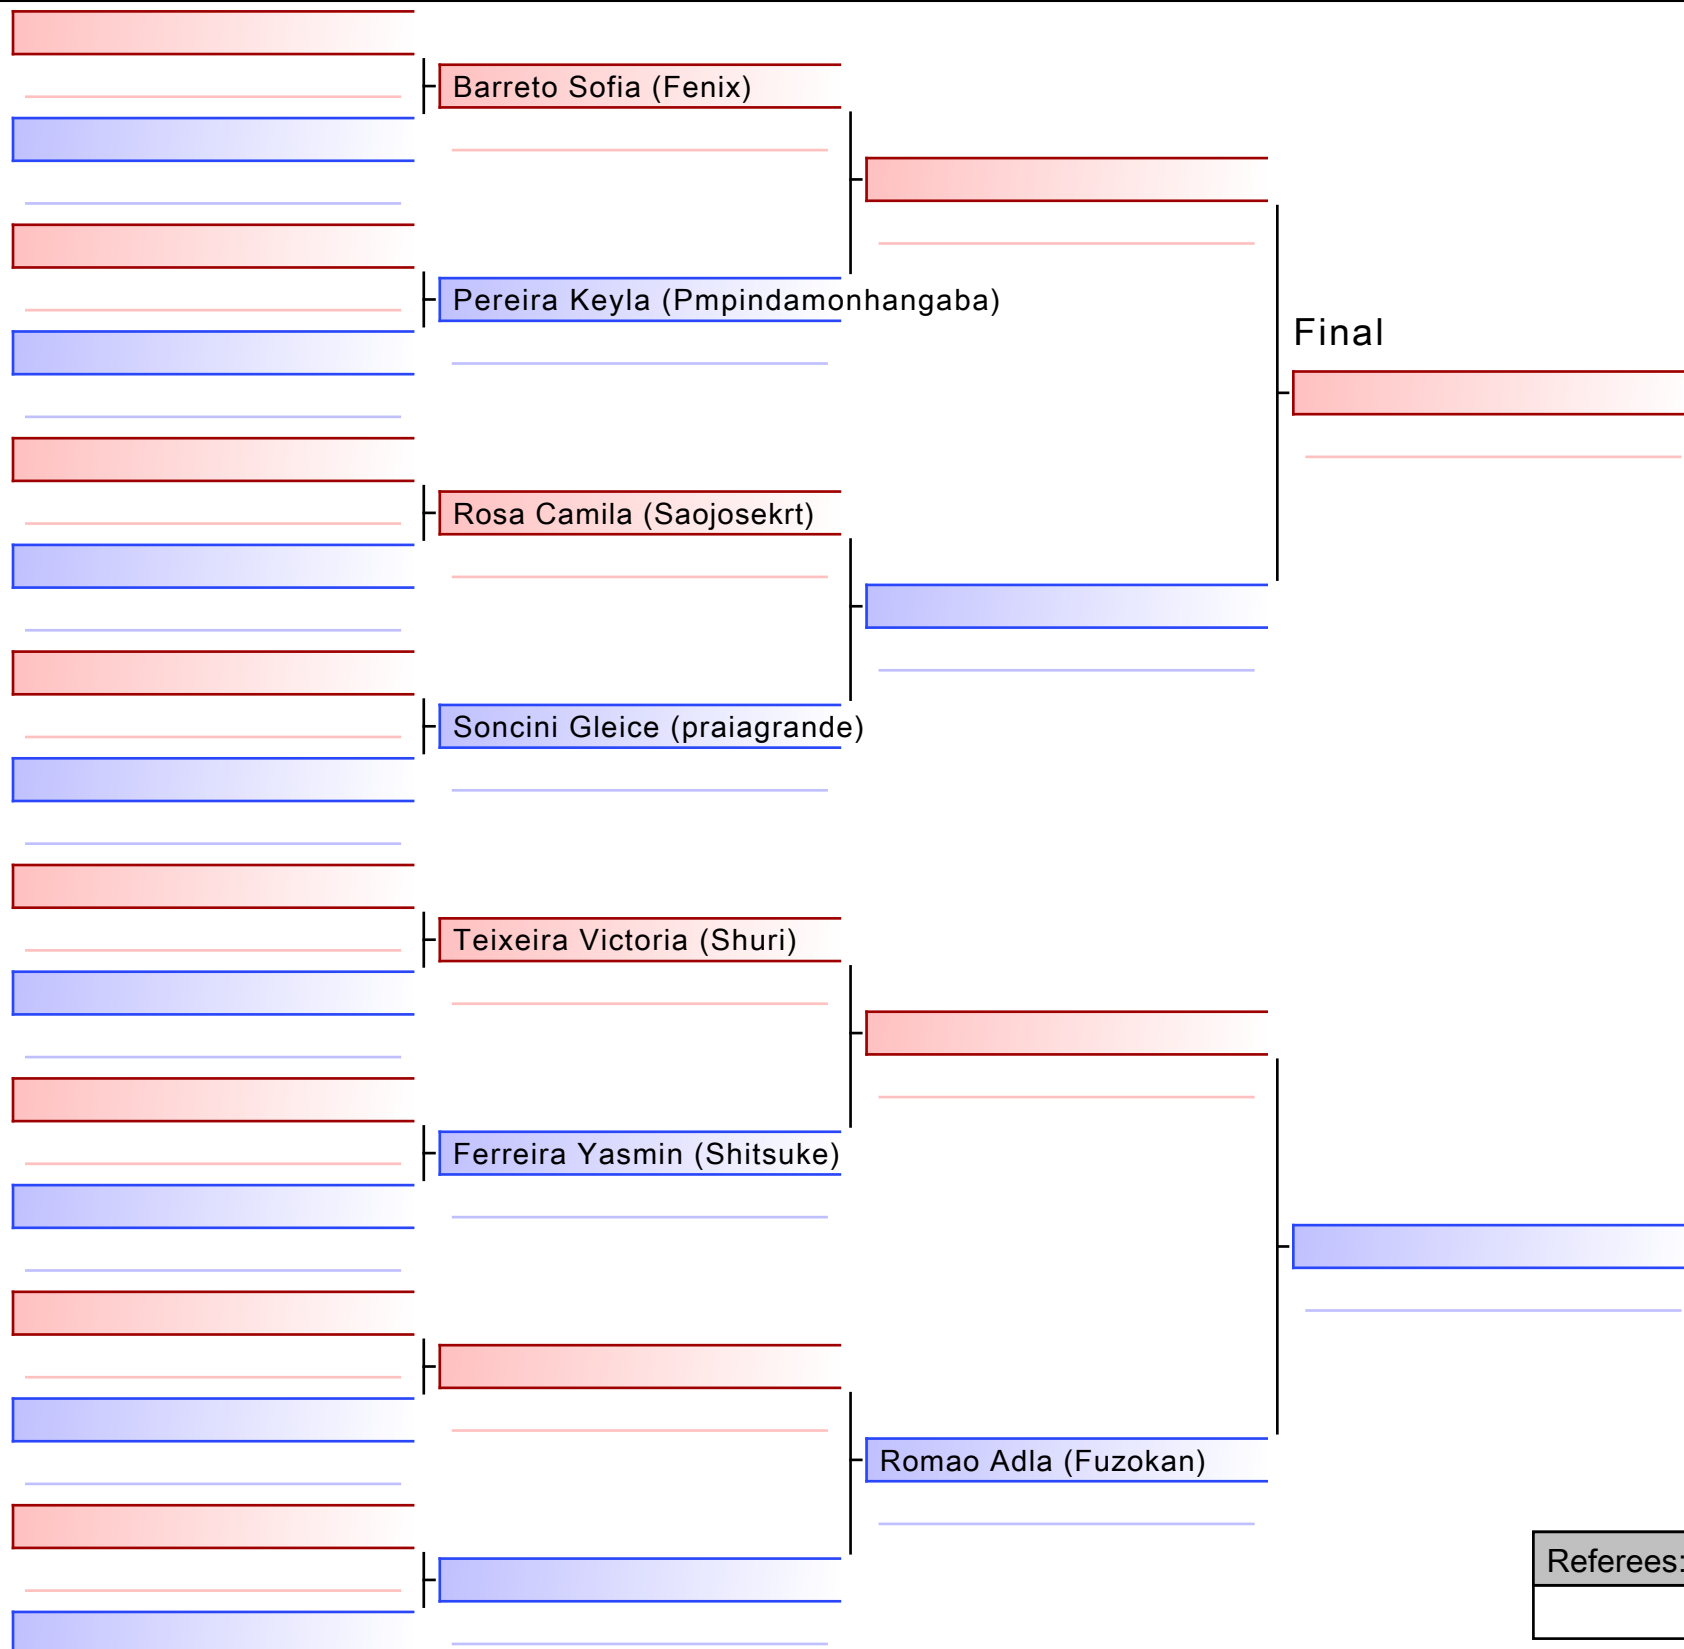 Barreto Sofia (Fenix)
Pereira Keyla (Pmpindamonhangaba)
Final
Rosa Camila (Saojosekrt)
Soncini Gleice (praiagrande)
Teixeira Victoria (Shuri)
Ferreira Yasmin (Shitsuke)
Romao Adla (Fuzokan)
Referees: